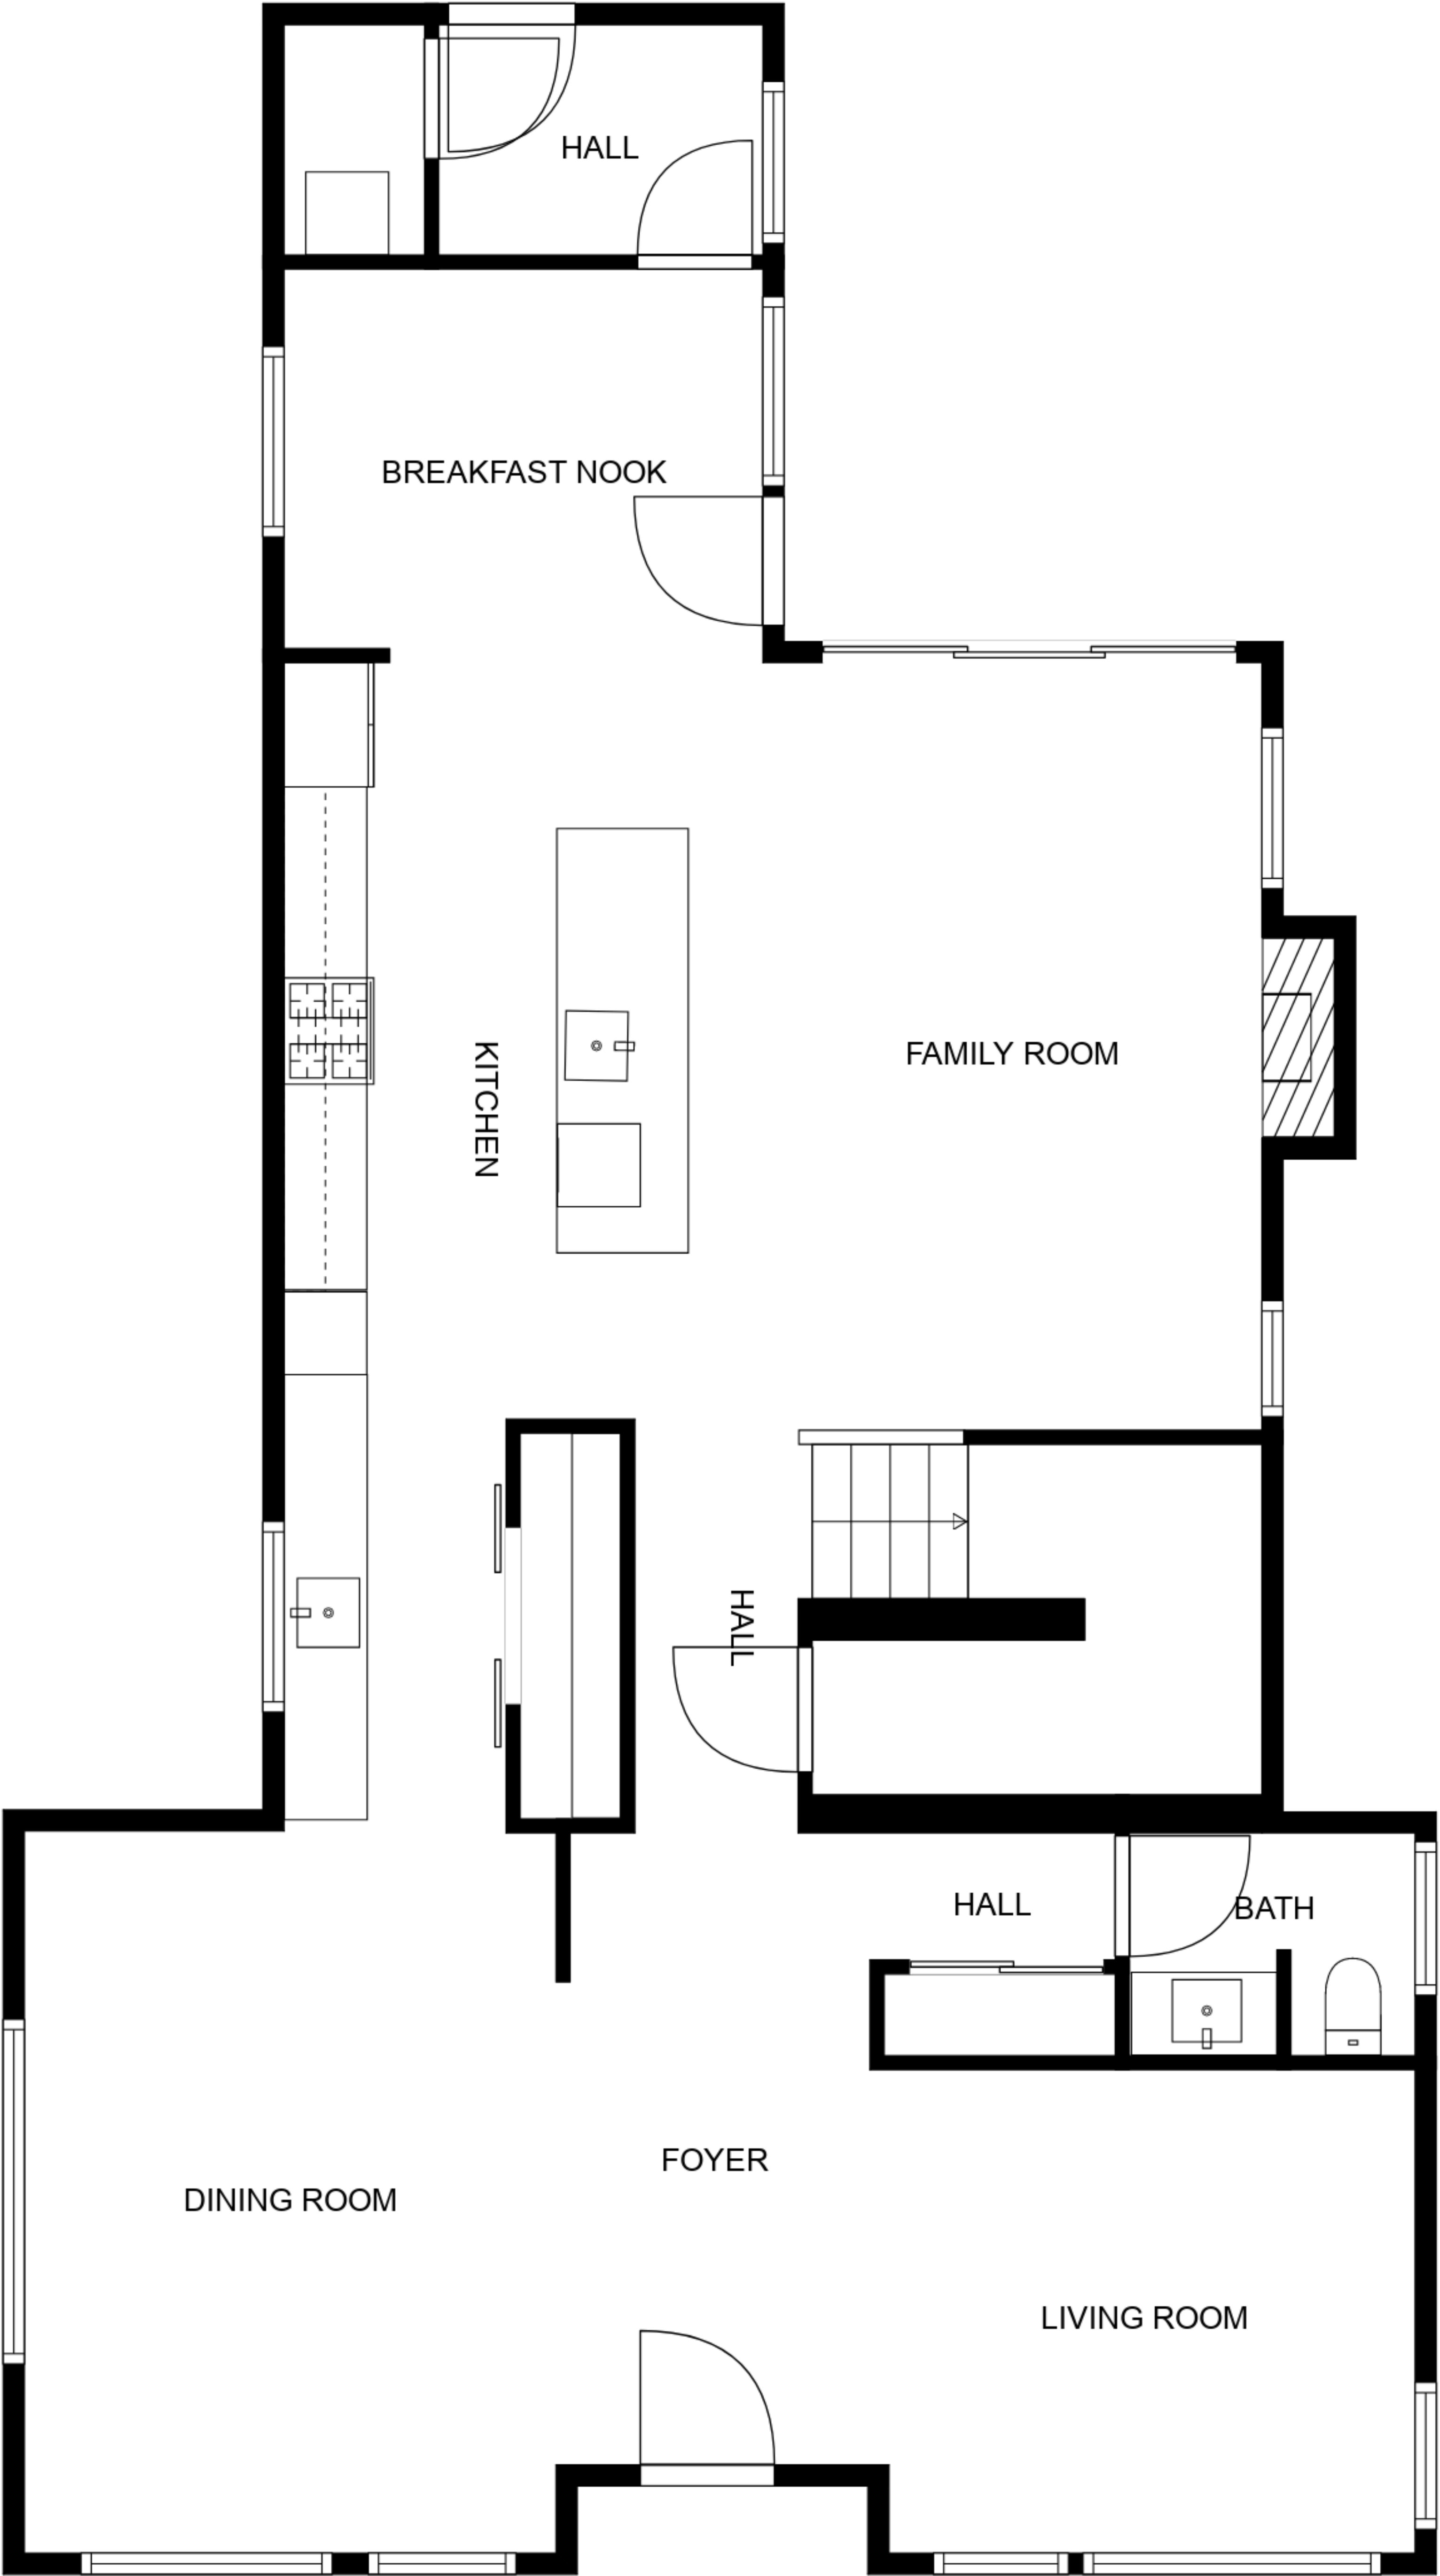 HALL
BREAKFAST NOOK
KITCHEN
FAMILY ROOM
HALL
HALL
BATH
FOYER
DINING ROOM
LIVING ROOM